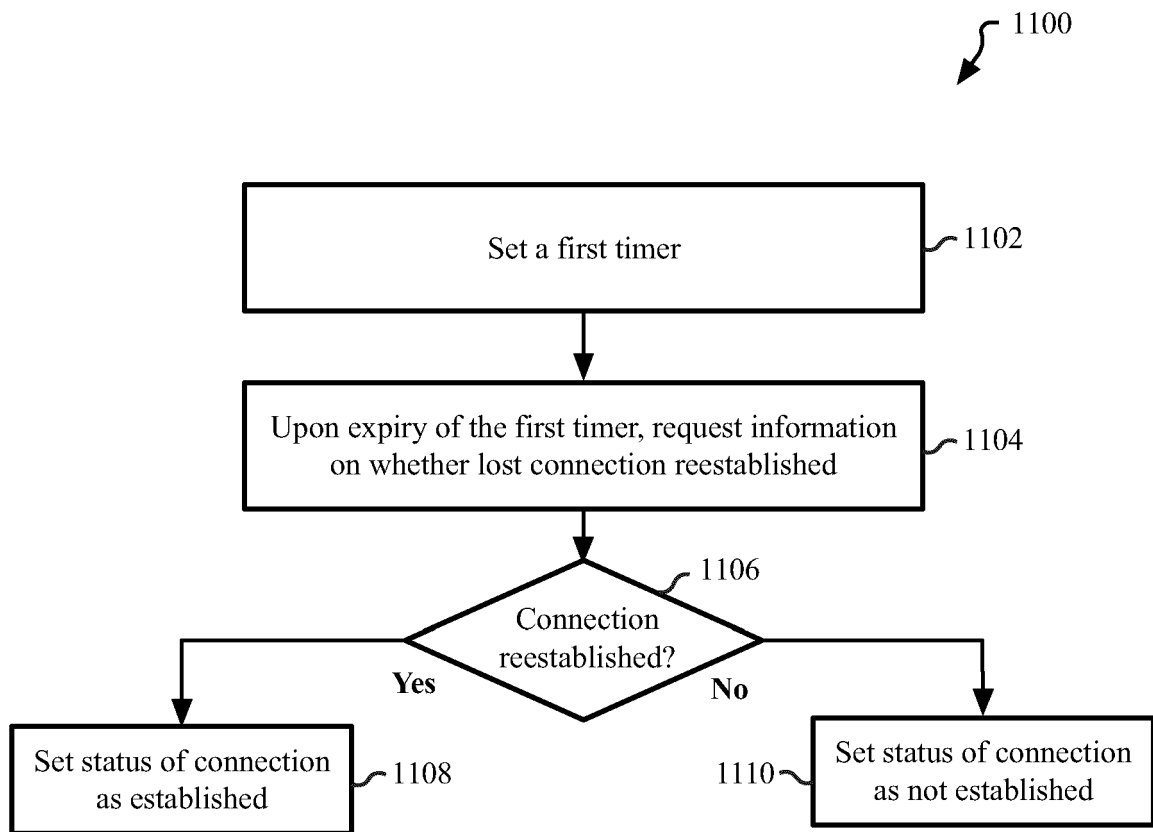 1100
Set a first timer
1102
Upon expiry of the first timer, request information
on whether lost connection reestablished
1104
1106
Connection
reestablished?
Yes
No
Set status of connection
as established
1108
1110
Set status of connection
as not established